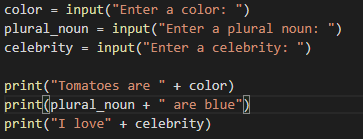 color = input("Enter a color: ")
plural_noun = input("Enter a plural noun: ")
celebrity = input("Enter a celebrity: ")
print("Tomatoes are " + color)
print(plural_noun + " are blue")
print("I love" + celebrity)